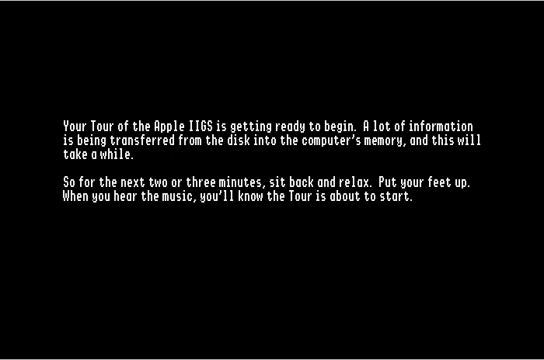 Your Tour of the Apple IIGS is getting ready to begin. A lot of information
is being transferred from the disk into the computer's memory, and this will
take a while.
So for the next two or three minutes, sit back and relax. Put your feet up.
When you hear the music, you'll know the Tour is about to start.